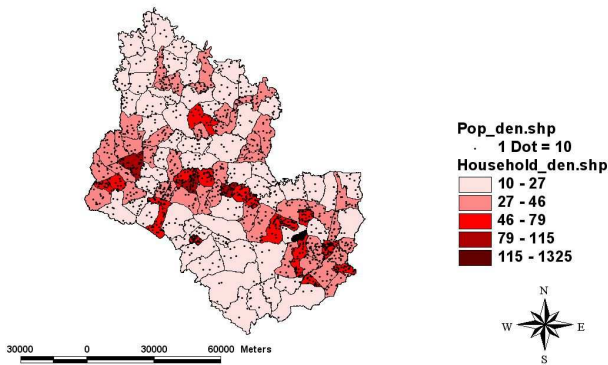 Pop_den.shp
1 Dot = 10
Household_den.shp
10 - 27
27 - 46
46 - 79
79 - 115
115 - 1325
N
W E
S
30000 0 30000 60000 Meters